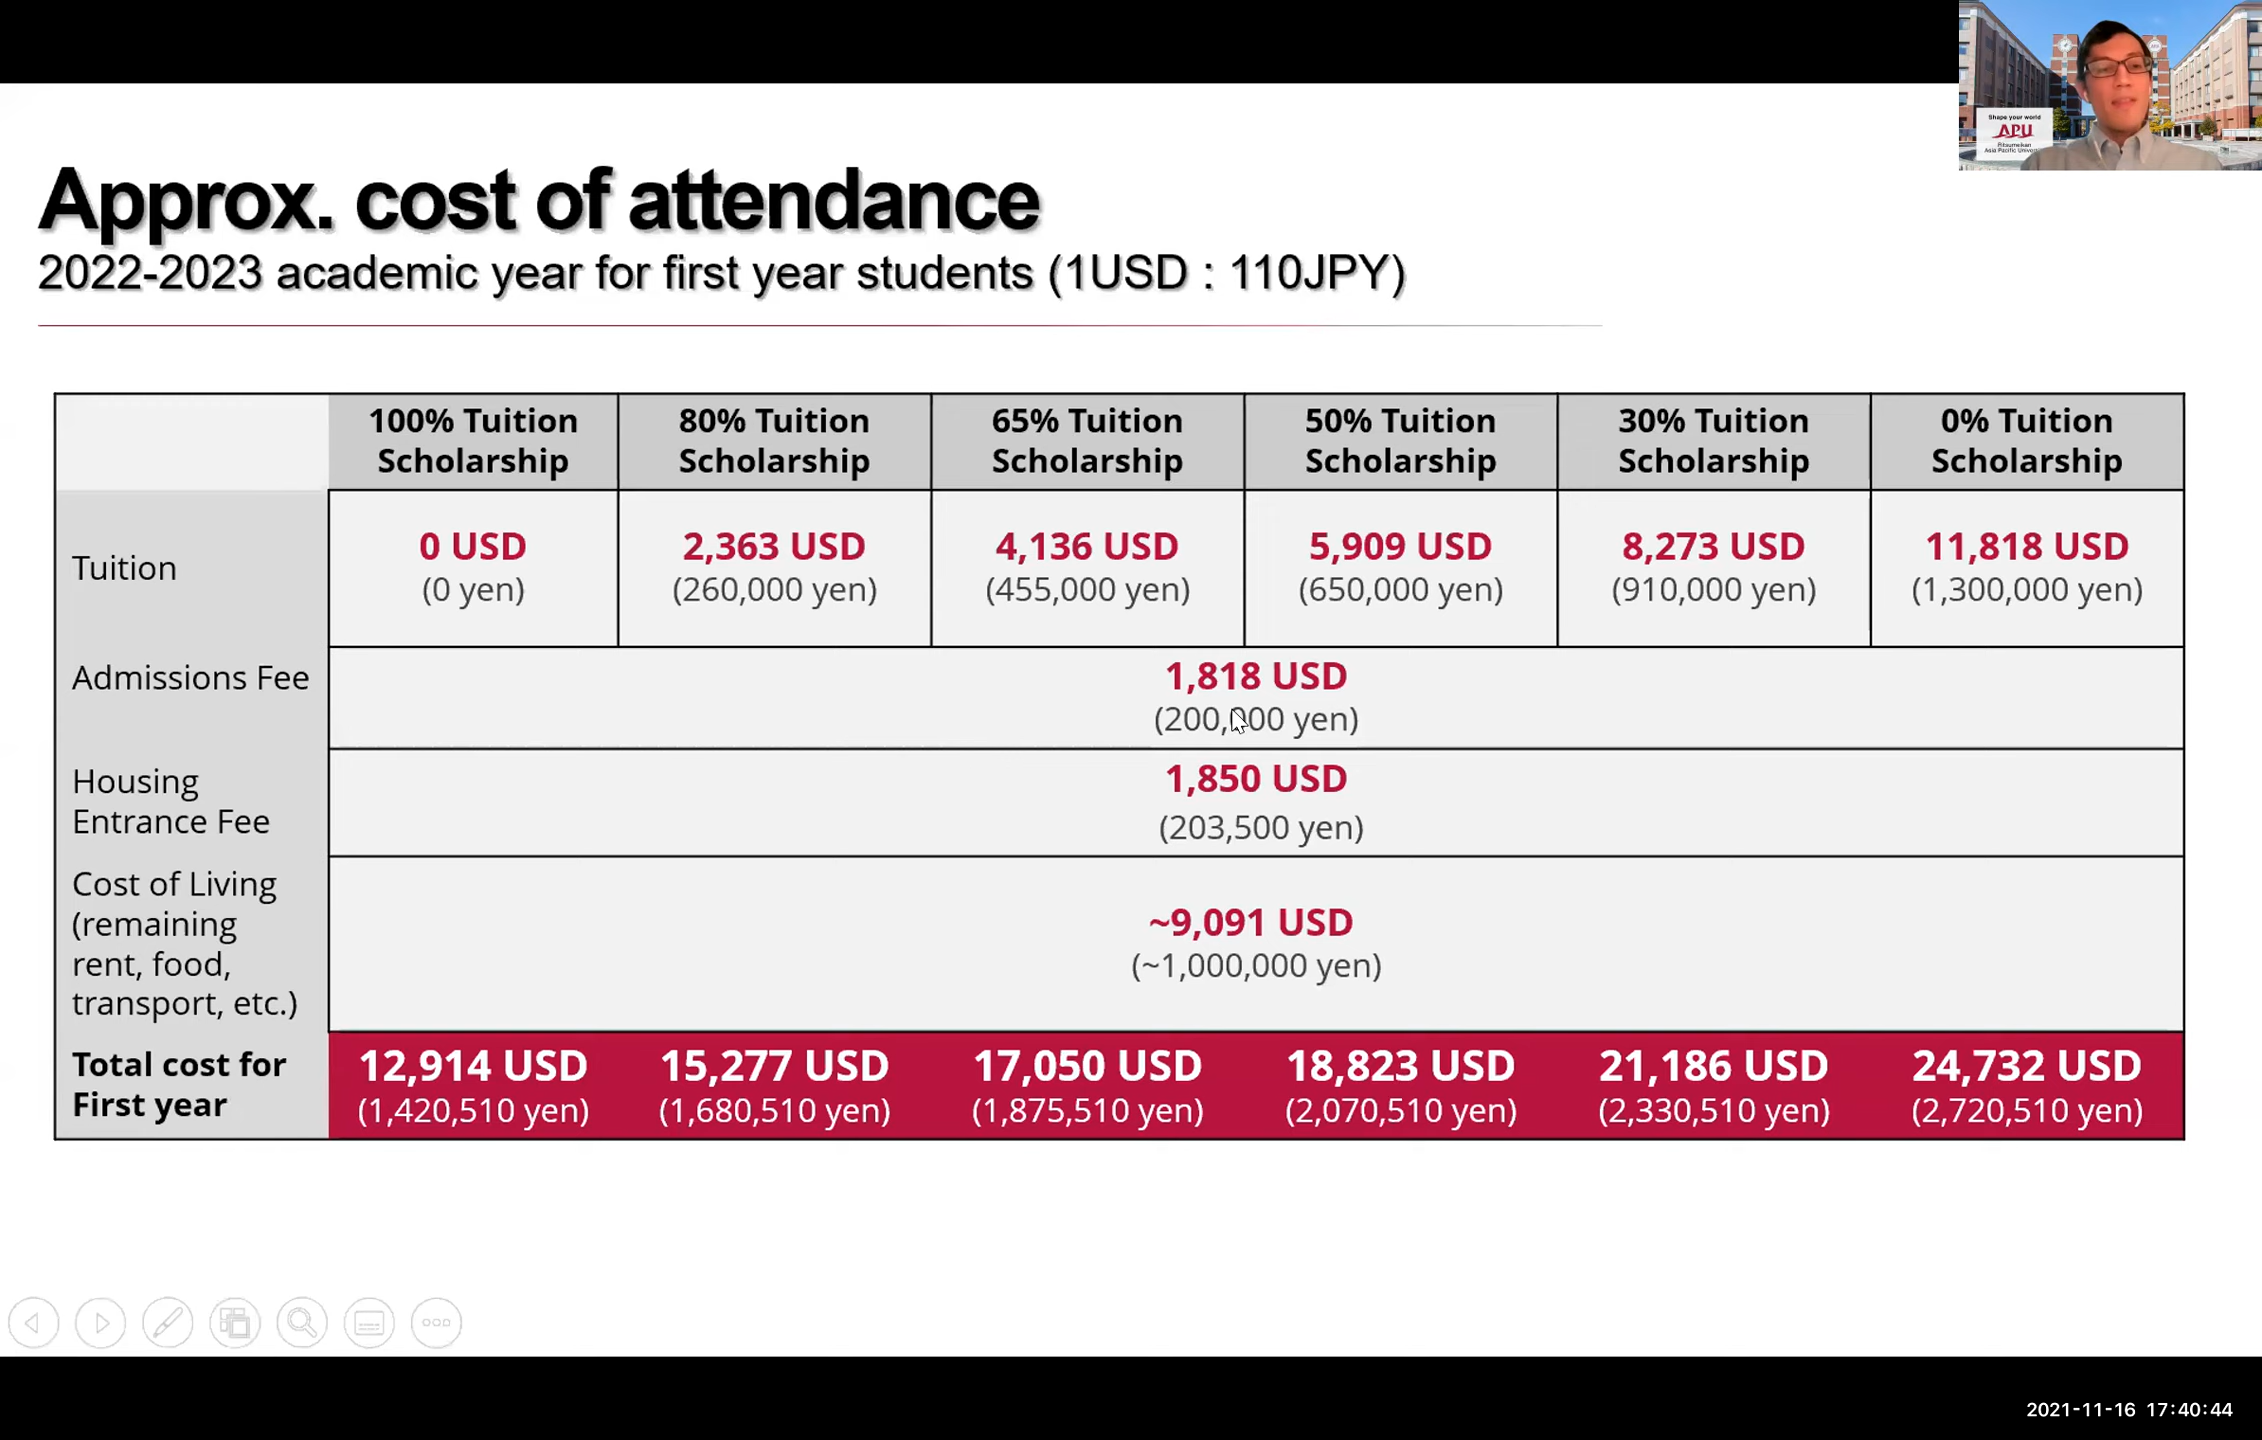 Shape your world
APU
Ritsumeikan
Asia Pacific
Approx. cost of attendance
2022-2023 academic year for first year students (1USD : 110JPY)
100% Tuition Scholarship
80% Tuition Scholarship
65% Tuition Scholarship
50% Tuition Scholarship
30% Tuition Scholarship
0% Tuition Scholarship
Tuition
0 USD
(0 yen)
2,363 USD
(260,000 yen)
4,136 USD
(455,000 yen)
5,909 USD
(650,000 yen)
8,273 USD
(910,000 yen)
11,818 USD
(1,300,000 yen)
Admissions Fee
1,818 USD
(200,000 yen)
Housing
Entrance Fee
1,850 USD
(203,500 yen)
Cost of Living
(remaining
rent, food,
transport, etc.)
~9,091 USD
(~1,000,000 yen)
Total cost for
First year
12,914 USD
(1,420,510 yen)
15,277 USD
(1,680,510 yen)
17,050 USD
(1,875,510 yen)
18,823 USD
(2,070,510 yen)
21,186 USD
(2,330,510 yen)
24,732 USD
(2,720,510 yen)
2021-11-16 17:40:44